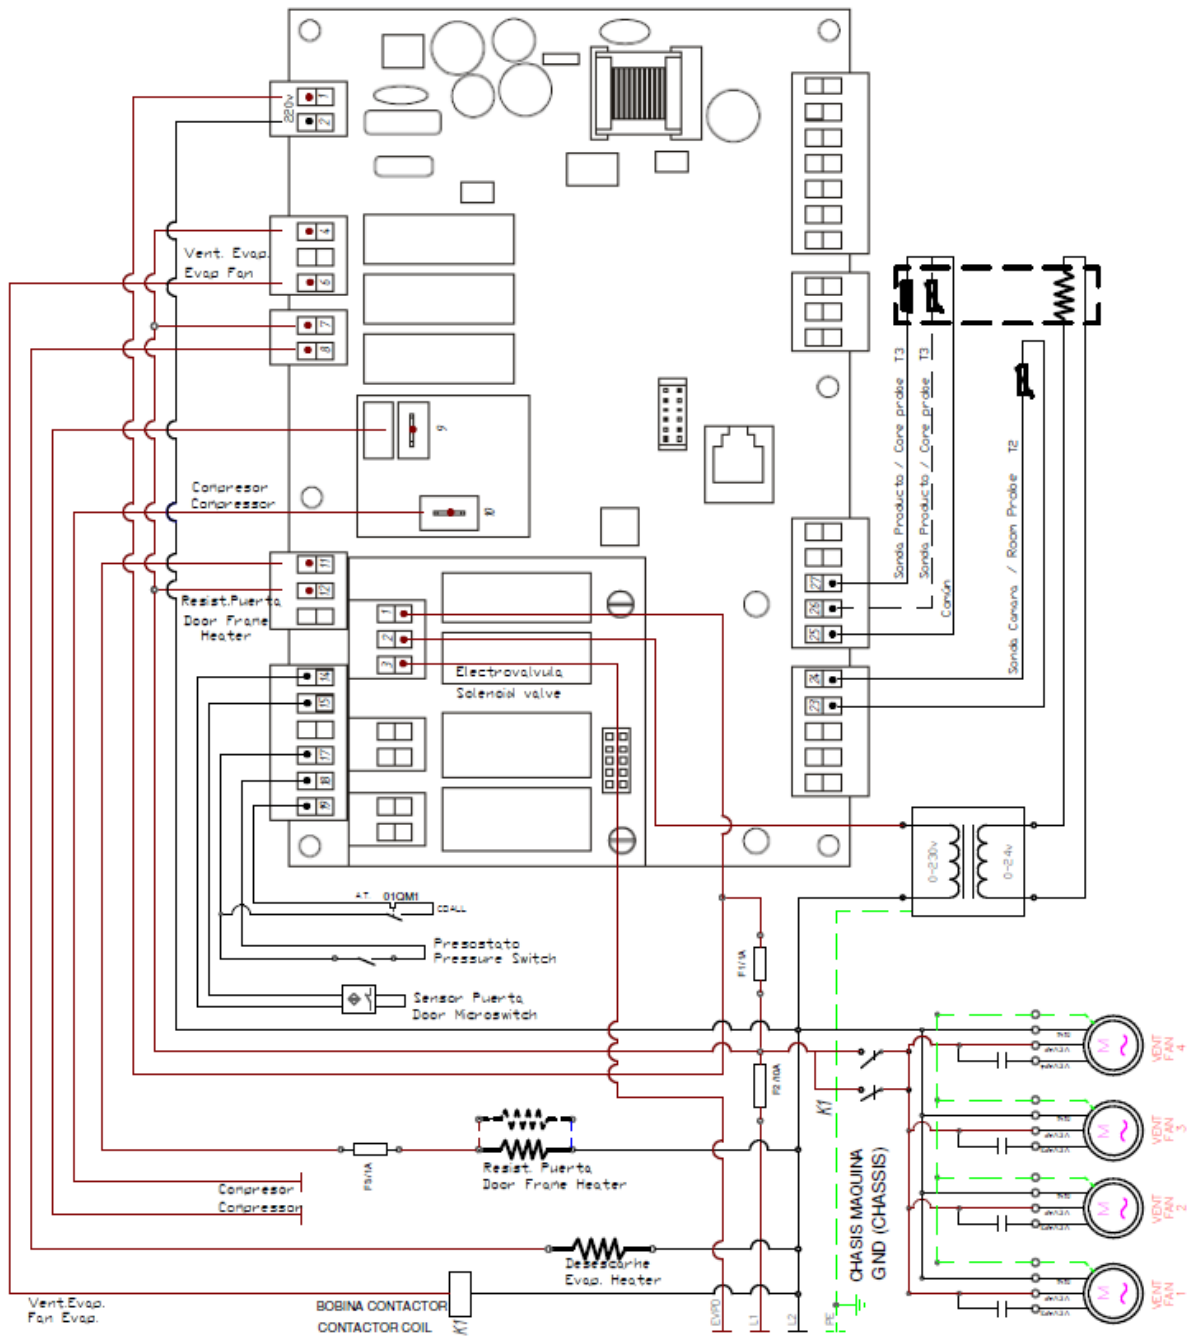 220v
1
2
4
Vent. Evap.
Evap Fan
6
7
8
9
Compresor
Compressor
10
11
12
Resist.Puerta
Door Frame
Heater
1
2
3
Electrovalvula
Solenoid valve
14
15
17
18
19
27
26
25
24
23
Sonda Producto / Core probe T3
Sonda Producto / Core probe T3
Común
Sonda Camara / Room Probe T2
0-230v
0-24v
A.T. 01QM1
COALL
Presostato
Pressure Switch
Sensor Puerta
Door Microswitch
F1/1A
F2/10A
K1
CHASIS MAQUINA
GND (CHASSIS)
F3/1A
Resist. Puerta
Door Frame Heater
Compresor
Compressor
Desescarhe
Evap. Heater
Vent.Evap.
Fan Evap.
BOBINA CONTACTOR
CONTACTOR COIL
K1
EVPD
L1
L2
PE
M
VENT
FAN
4
M
VENT
FAN
3
M
VENT
FAN
2
M
VENT
FAN
1